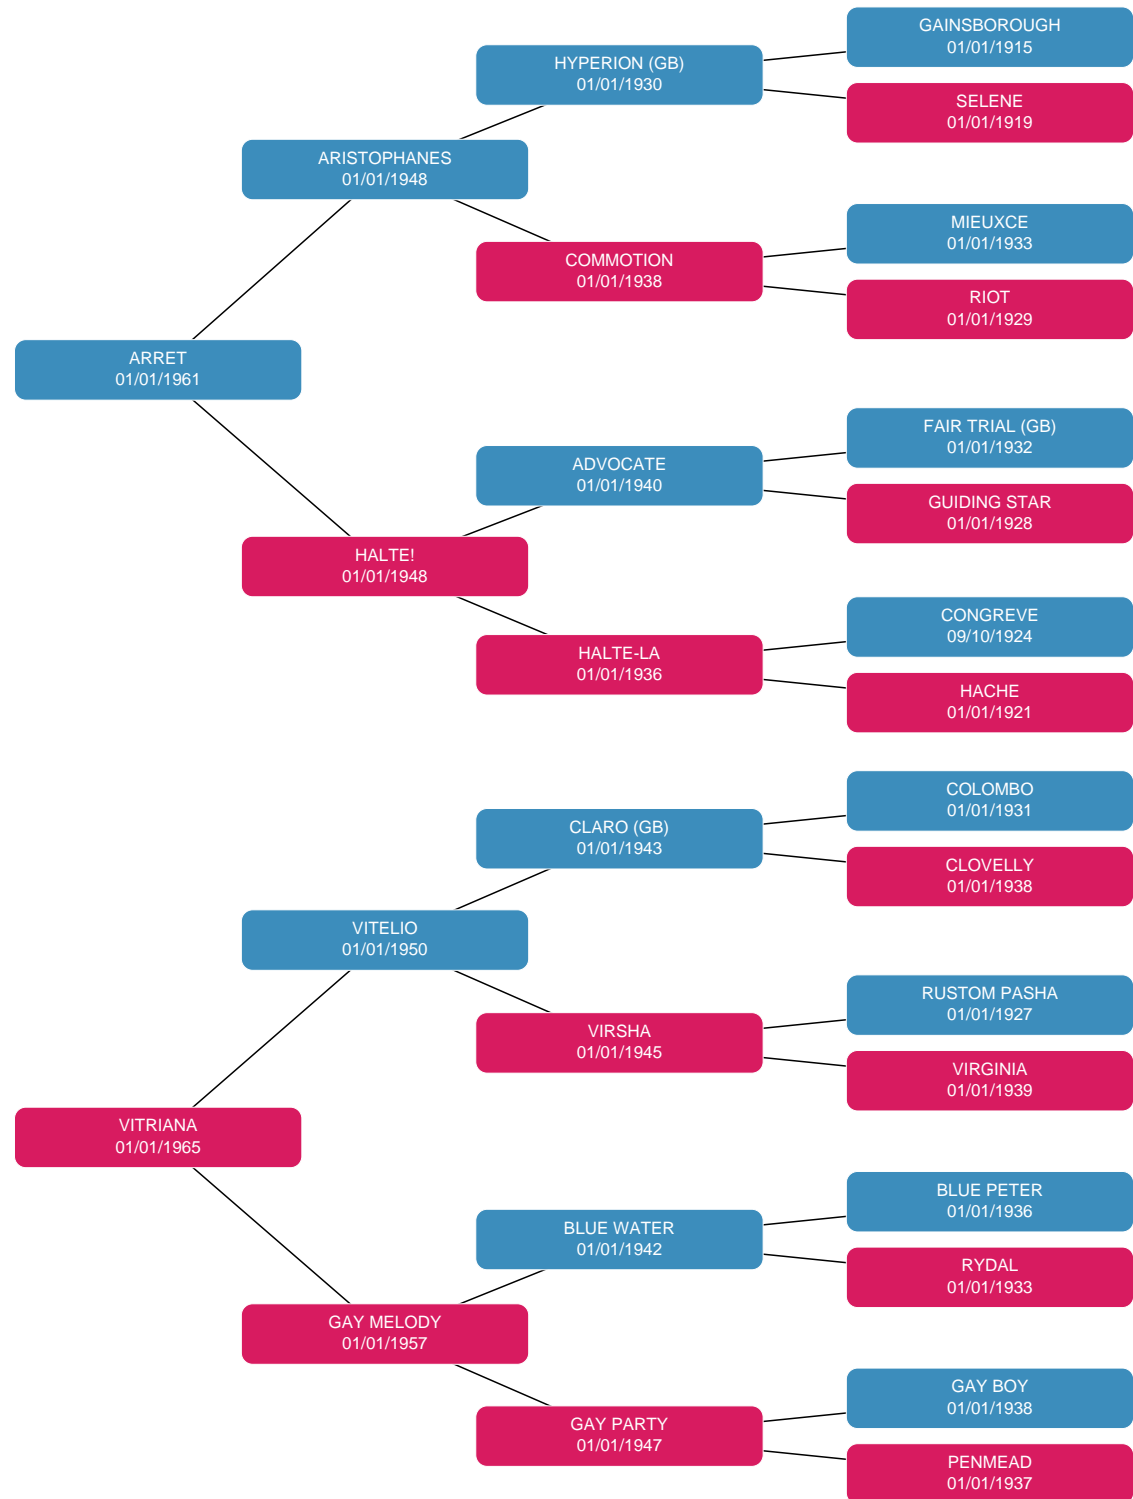 GAINSBOROUGH
01/01/1915
HYPERION (GB)
01/01/1930
SELENE
01/01/1919
ARISTOPHANES
01/01/1948
MIEUXCE
01/01/1933
COMMOTION
01/01/1938
RIOT
01/01/1929
ARRET
01/01/1961
FAIR TRIAL (GB)
01/01/1932
ADVOCATE
01/01/1940
GUIDING STAR
01/01/1928
HALTE!
01/01/1948
CONGREVE
09/10/1924
HALTE-LA
01/01/1936
HACHE
01/01/1921
COLOMBO
01/01/1931
CLARO (GB)
01/01/1943
CLOVELLY
01/01/1938
VITELIO
01/01/1950
RUSTOM PASHA
01/01/1927
VIRSHA
01/01/1945
VIRGINIA
01/01/1939
VITRIANA
01/01/1965
BLUE PETER
01/01/1936
BLUE WATER
01/01/1942
RYDAL
01/01/1933
GAY MELODY
01/01/1957
GAY BOY
01/01/1938
GAY PARTY
01/01/1947
PENMEAD
01/01/1937